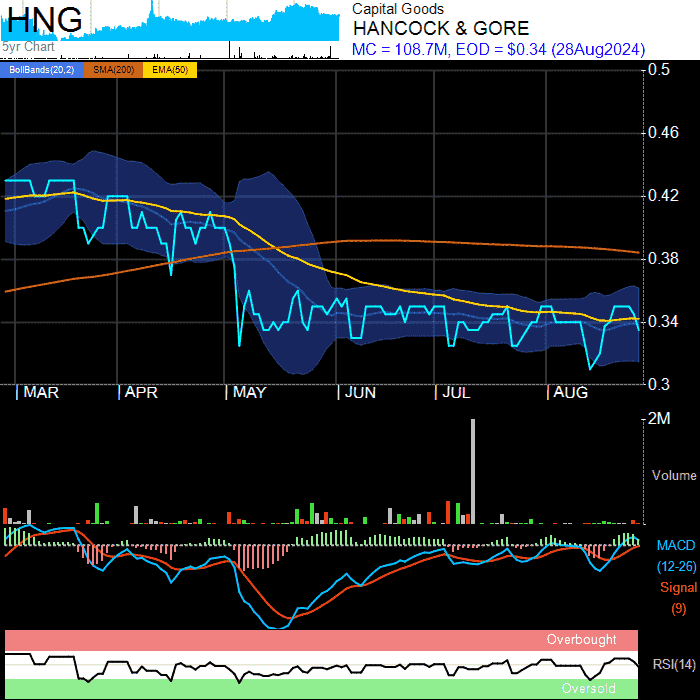 HNG
5yr Chart
Capital Goods
HANCOCK & GORE
MC = 108.7M, EOD = $0.34 (28Aug2024)
BollBands(20,2) SMA(200) EMA(50)
0.5
0.46
0.42
0.38
0.34
0.3
MAR APR MAY JUN JUL AUG
2M
Volume
MACD
(12-26)
Signal
(9)
Overbought
RSI(14)
Oversold